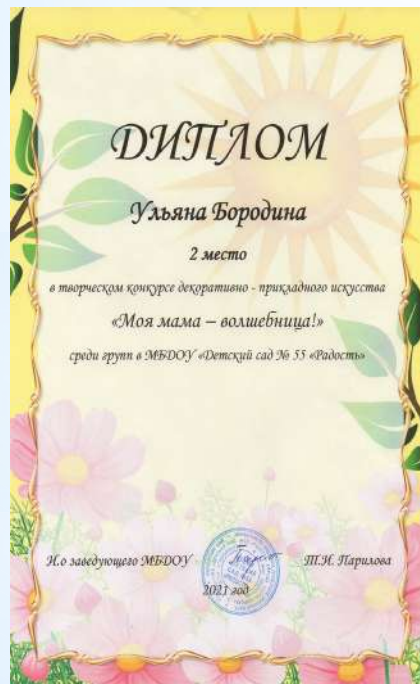 ДИПЛОМ
Ульяна Бородина
2 место
в творческом конкурсе декоративно - прикладного искусства
«Моя мама – волшебница!»
среди групп в МБДОУ «Детский сад № 55 «Радость»
И.о заведующего МБДОУ Т.Н. Парилова
2021 год